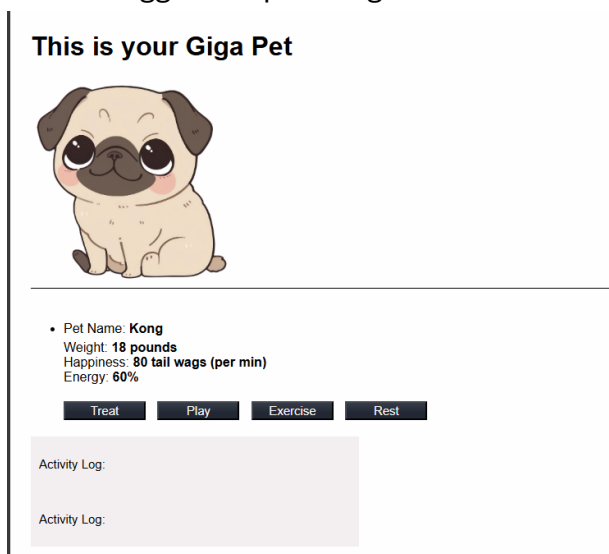 This is your Giga Pet
Pet Name: Kong
Weight: 18 pounds
Happiness: 80 tail wags (per min)
Energy: 60%
Treat Play Exercise Rest
Activity Log:
Activity Log: